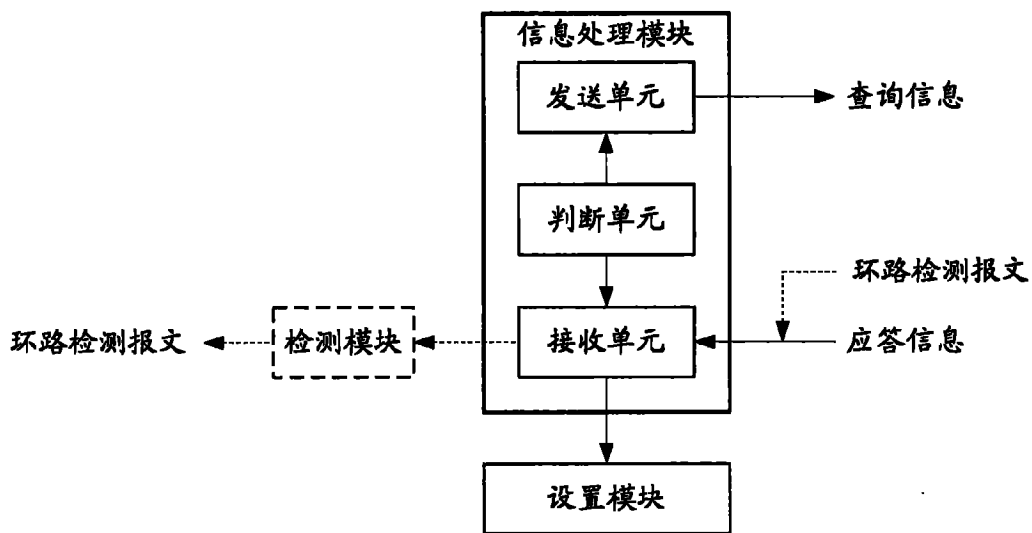 信息处理模块
发送单元
查询信息
判断单元
环路检测报文
环路检测报文
检测模块
接收单元
应答信息
设置模块